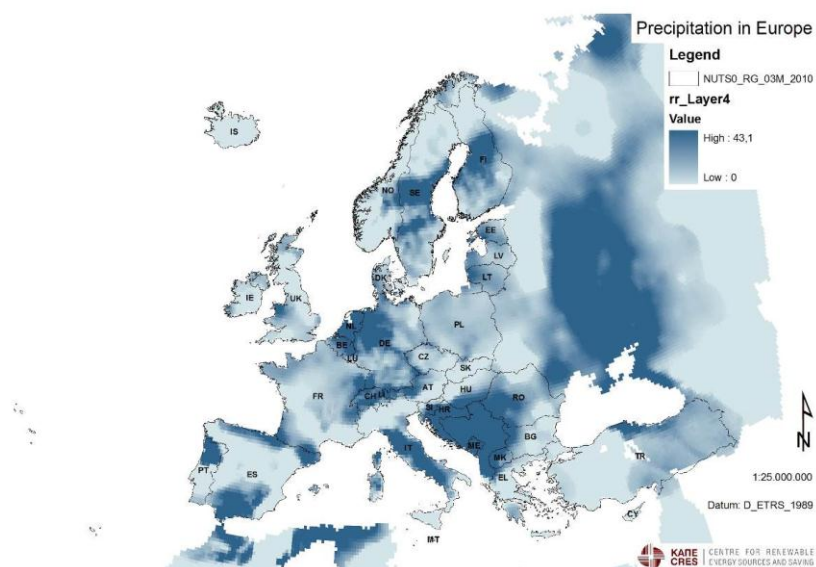 Precipitation in Europe
Legend
NUTS0_RG_03M_2010
rr_Layer4
Value
High : 43,1
Low : 0
IS
FI
NO
SE
EE
LV
LT
DK
IE
UK
NL
BE
DE
PL
LU
CZ
SK
FR
CH
LI
AT
HU
SI
HR
RO
IT
ME
BG
MK
PT
ES
EL
TR
MT
CY
N
1:25.000.000
Datum: D_ETRS_1989
ΚΑΠΕ
CRES
CENTRE FOR RENEWABLE
ENERGY SOURCES AND SAVING